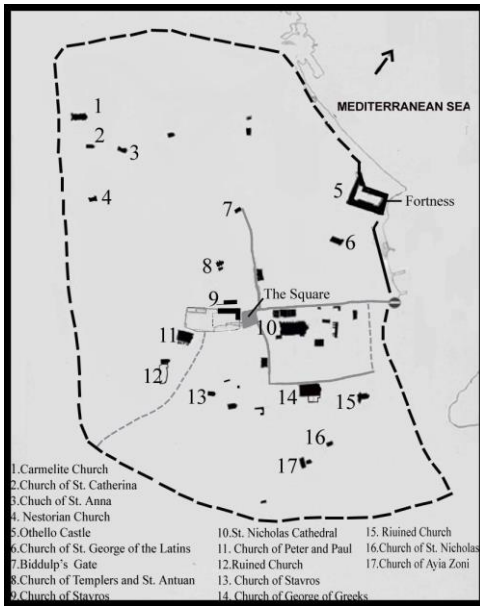 MEDITERRANEAN SEA
1
2
3
4
5
Fortness
7
6
8
The Square
9
10
11
12
13
14
15
16
17
1.Carmelite Church
2.Church of St. Catherina
3.Chuch of St. Anna
4. Nestorian Church
5.Othello Castle
6.Church of St. George of the Latins
7.Biddulp's Gate
8.Church of Templers and St. Antuan
9.Church of Stavros
10.St. Nicholas Cathedral
11. Church of Peter and Paul
12.Ruined Church
13. Church of Stavros
14. Church of George of Greeks
15. Riuined Church
16.Church of St. Nicholas
17.Church of Ayia Zoni